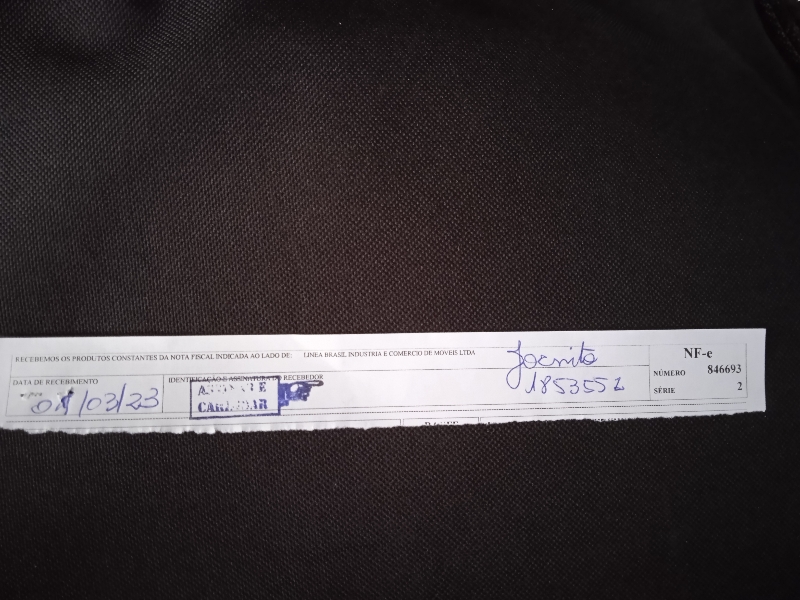 RECEBEMOS OS PRODUTOS CONSTANTES DA NOTA FISCAL INDICADA AO LADO DE: LINEA BRASIL INDUSTRIA E COMERCIO DE MOVEIS LTDA
NF-e
NÚMERO 846693
SÉRIE 2
DATA DE RECEBIMENTO
IDENTIFICAÇÃO E ASSINATURA DO RECEBEDOR
/03/23
E
CARIMBAR
1853552